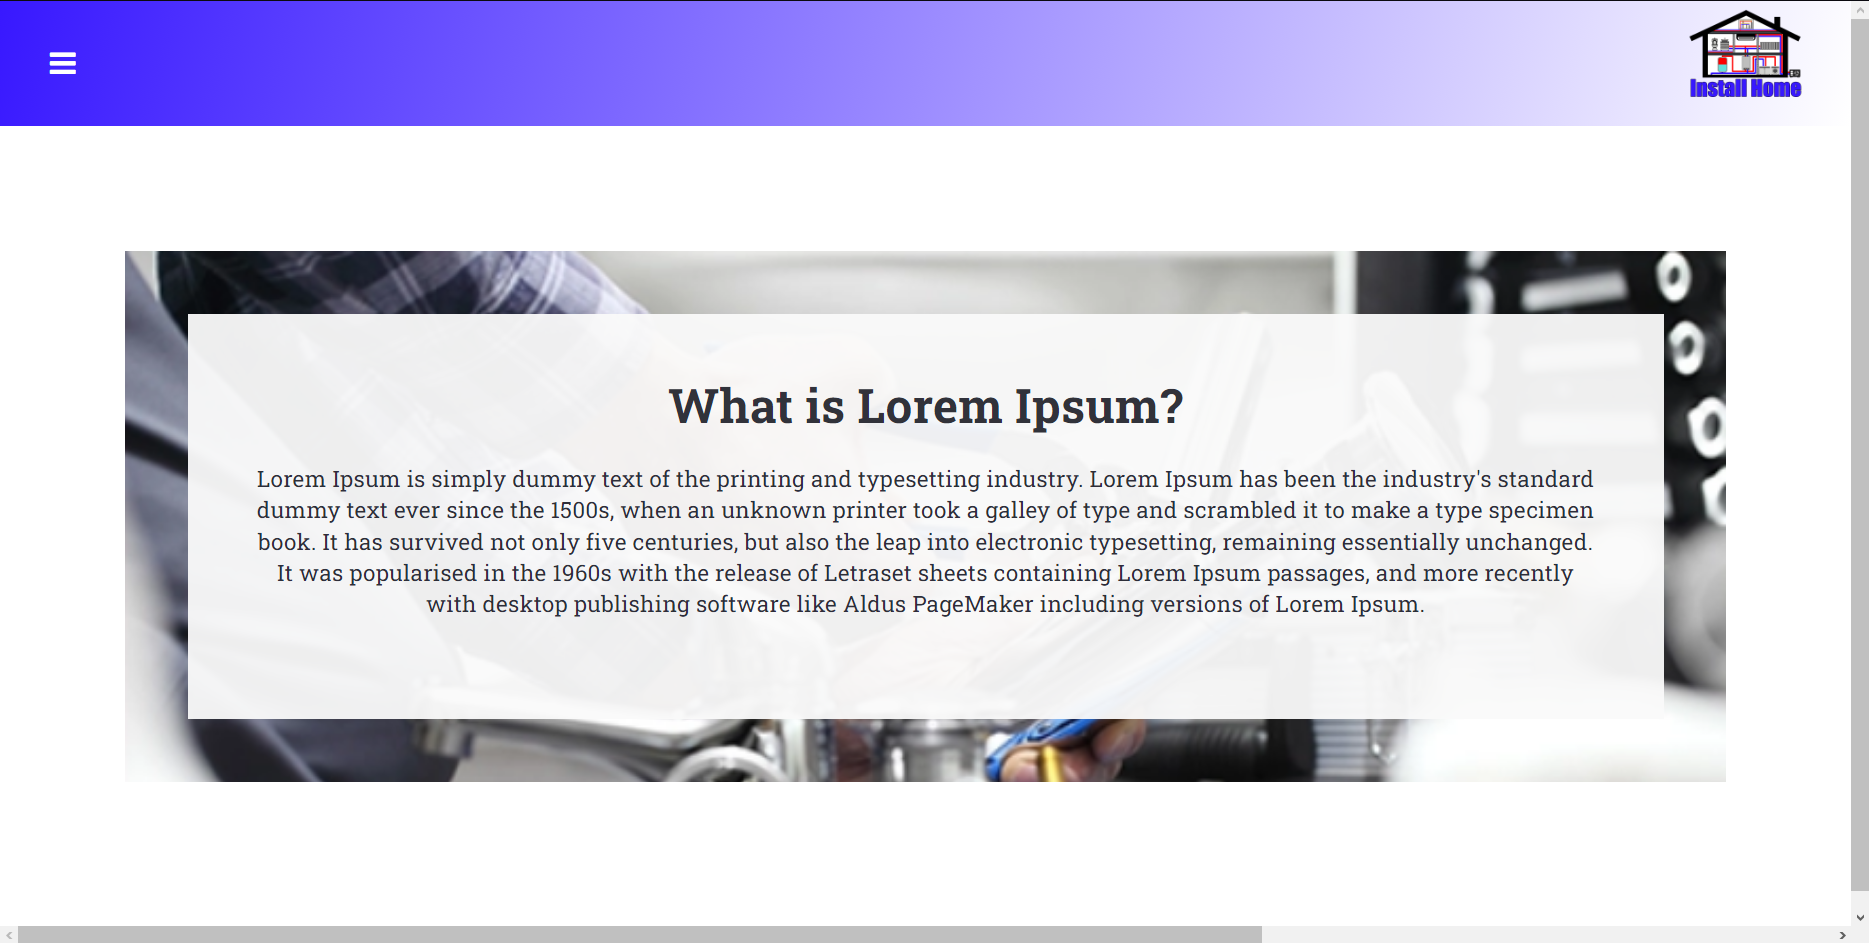 Install Home
What is Lorem Ipsum?
Lorem Ipsum is simply dummy text of the printing and typesetting industry. Lorem Ipsum has been the industry's standard
dummy text ever since the 1500s, when an unknown printer took a galley of type and scrambled it to make a type specimen
book. It has survived not only five centuries, but also the leap into electronic typesetting, remaining essentially unchanged.
It was popularised in the 1960s with the release of Letraset sheets containing Lorem Ipsum passages, and more recently
with desktop publishing software like Aldus PageMaker including versions of Lorem Ipsum.